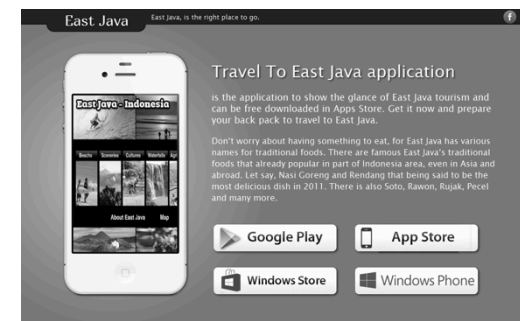 East Java
East Java, is the right place to go.
f
Travel To East Java application
is the application to show the glance of East Java tourism and
can be free downloaded in Apps Store. Get it now and prepare
your back pack to travel to East Java.
Don't worry about having something to eat, for East Java has various
names for traditional foods. There are famous East Java's traditional
foods that already popular in part of Indonesia area, even in Asia and
abroad. Let say, Nasi Goreng and Rendang that being said to be the
most delicious dish in 2011. There is also Soto, Rawon, Rujak, Pecel
and many more.
East Java - Indonesia
Beachs Sceneries Cultures Waterfalls Agri
About East Java Map
Google Play
App Store
Windows Store
Windows Phone